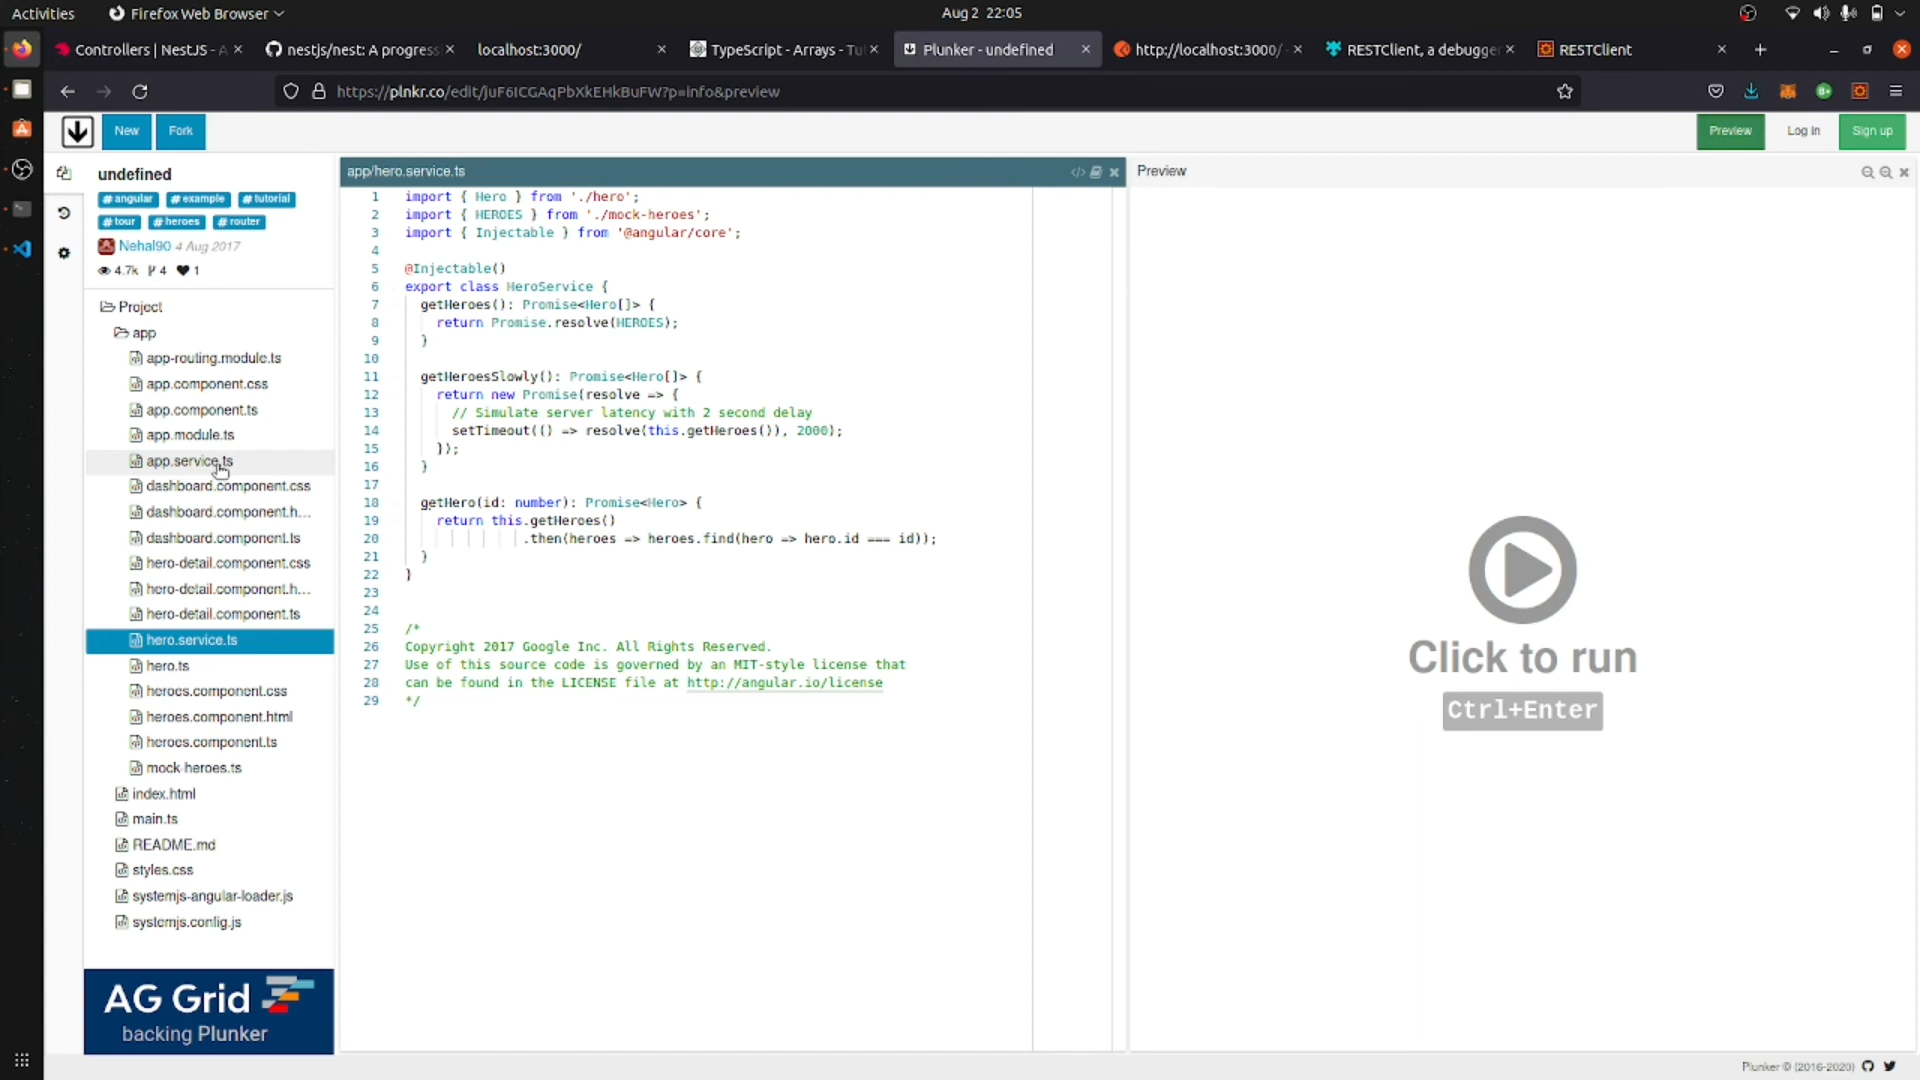 Activities
Firefox Web Browser
Aug 2 22:05
Controllers | NestJS - A
nestjs/nest: A progress
localhost:3000/
TypeScript - Arrays - Tut
Plunker - undefined
http://localhost:3000/ -
RESTClient, a debugger
RESTClient
https://plnkr.co/edit/juF6ICGAqPbXkEHkBuFW?p=info&preview
New
Fork
Preview
Log in
Sign up
undefined
# angular
# example
# tutorial
# tour
# heroes
# router
Nehal90 4 Aug 2017
4.7k 4 1
Project
app
app-routing.module.ts
app.component.css
app.component.ts
app.module.ts
app.service.ts
dashboard.component.css
dashboard.component.h...
dashboard.component.ts
hero-detail.component.css
hero-detail.component.h...
hero-detail.component.ts
hero.service.ts
hero.ts
heroes.component.css
heroes.component.html
heroes.component.ts
mock-heroes.ts
index.html
main.ts
README.md
styles.css
systemjs-angular-loader.js
systemjs.config.js
AG Grid
backing Plunker
app/hero.service.ts
1 import { Hero } from './hero';
2 import { HEROES } from './mock-heroes';
3 import { Injectable } from '@angular/core';
4
5 @Injectable()
6 export class HeroService {
7 getHeroes(): Promise<Hero[]> {
8 return Promise.resolve(HEROES);
9 }
10
11 getHeroesSlowly(): Promise<Hero[]> {
12 return new Promise(resolve => {
13 // Simulate server latency with 2 second delay
14 setTimeout(() => resolve(this.getHeroes()), 2000);
15 });
16 }
17
18 getHero(id: number): Promise<Hero> {
19 return this.getHeroes()
20 .then(heroes => heroes.find(hero => hero.id === id));
21 }
22 }
23
24
25 /*
26 Copyright 2017 Google Inc. All Rights Reserved.
27 Use of this source code is governed by an MIT-style license that
28 can be found in the LICENSE file at http://angular.io/license
29 */
Preview
Click to run
Ctrl+Enter
Plunker © (2016-2020)